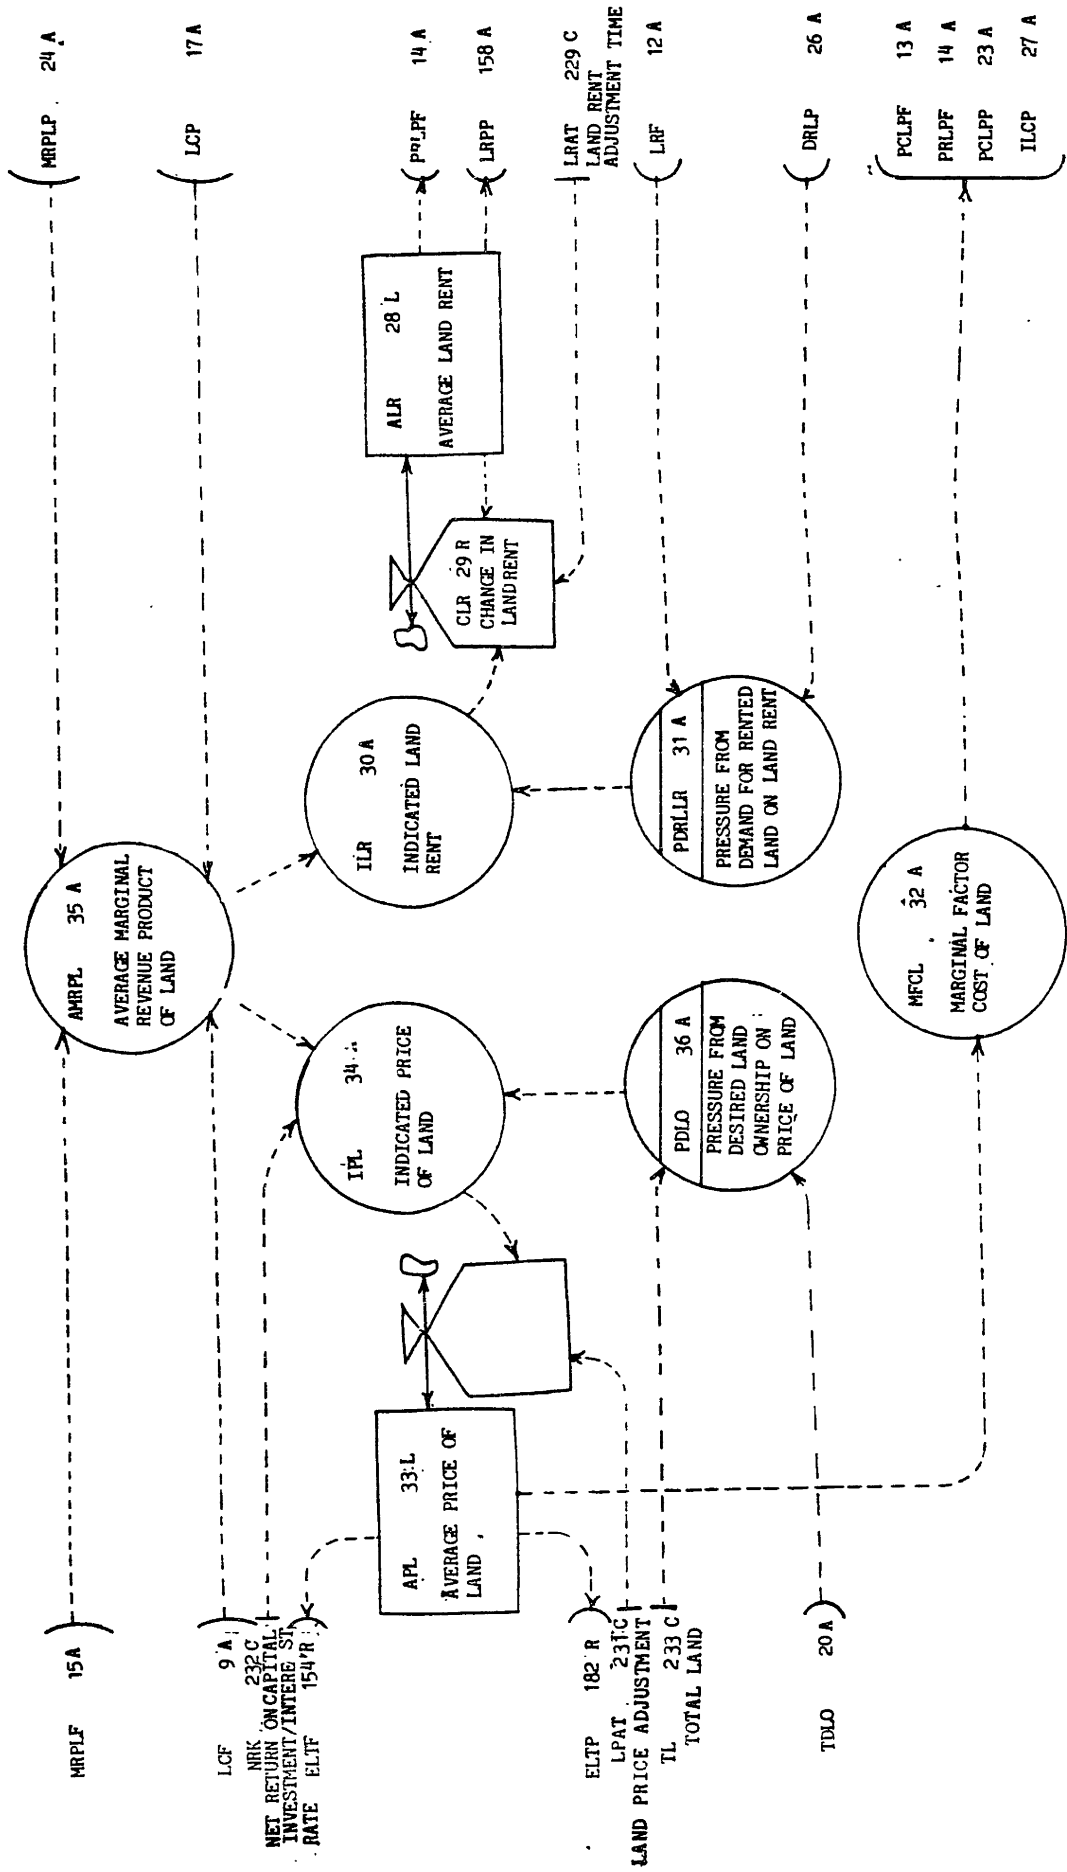 MRPLF 15 A
LCF 9 A
NRK 232 C
NET RETURN ON CAPITAL
INVESTMENT/INTEREST
RATE ELTF 154 R
ELTP 182 R
LPAT 231 C
LAND PRICE ADJUSTMENT
TL 233 C
TOTAL LAND
TDLO 20 A
APL 33 L
AVERAGE PRICE OF
LAND
IPL 34
INDICATED PRICE
OF LAND
PDLO 36 A
PRESSURE FROM
DESIRED LAND
OWNERSHIP ON
PRICE OF LAND
AMRPL 35 A
AVERAGE MARGINAL
REVENUE PRODUCT
OF LAND
MFCL 32 A
MARGINAL FACTOR
COST OF LAND
ILR 30 A
INDICATED LAND
RENT
PDRLLR 31 A
PRESSURE FROM
DEMAND FOR RENTED
LAND ON LAND RENT
CLR 29 R
CHANGE IN
LAND RENT
ALR 28 L
AVERAGE LAND RENT
MRPLP 24 A
LCP 17 A
PRLPF 14 A
LRPP 158 A
LRAT 229 C
LAND RENT
ADJUSTMENT TIME
LRF 12 A
DRLP 26 A
PCLPF 13 A
PRLPF 14 A
PCLPP 23 A
ILCP 27 A